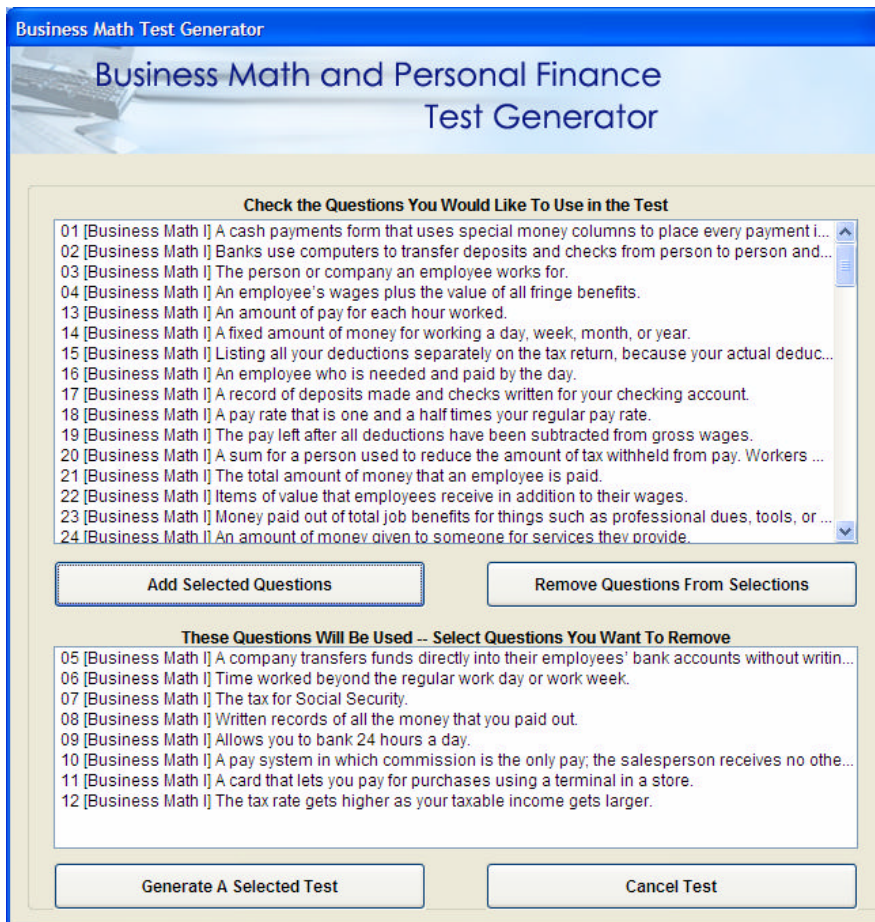 Business Math Test Generator
Business Math and Personal Finance
Test Generator
Check the Questions You Would Like To Use in the Test
01 [Business Math I] A cash payments form that uses special money columns to place every payment i...
02 [Business Math I] Banks use computers to transfer deposits and checks from person to person and...
03 [Business Math I] The person or company an employee works for.
04 [Business Math I] An employee’s wages plus the value of all fringe benefits.
13 [Business Math I] An amount of pay for each hour worked.
14 [Business Math I] A fixed amount of money for working a day, week, month, or year.
15 [Business Math I] Listing all your deductions separately on the tax return, because your actual deduc...
16 [Business Math I] An employee who is needed and paid by the day.
17 [Business Math I] A record of deposits made and checks written for your checking account.
18 [Business Math I] A pay rate that is one and a half times your regular pay rate.
19 [Business Math I] The pay left after all deductions have been subtracted from gross wages.
20 [Business Math I] A sum for a person used to reduce the amount of tax withheld from pay. Workers ...
21 [Business Math I] The total amount of money that an employee is paid.
22 [Business Math I] Items of value that employees receive in addition to their wages.
23 [Business Math I] Money paid out of total job benefits for things such as professional dues, tools, or ...
24 [Business Math I] An amount of money given to someone for services they provide.
Add Selected Questions
Remove Questions From Selections
These Questions Will Be Used -- Select Questions You Want To Remove
05 [Business Math I] A company transfers funds directly into their employees’ bank accounts without writin...
06 [Business Math I] Time worked beyond the regular work day or work week.
07 [Business Math I] The tax for Social Security.
08 [Business Math I] Written records of all the money that you paid out.
09 [Business Math I] Allows you to bank 24 hours a day.
10 [Business Math I] A pay system in which commission is the only pay; the salesperson receives no othe...
11 [Business Math I] A card that lets you pay for purchases using a terminal in a store.
12 [Business Math I] The tax rate gets higher as your taxable income gets larger.
Generate A Selected Test
Cancel Test